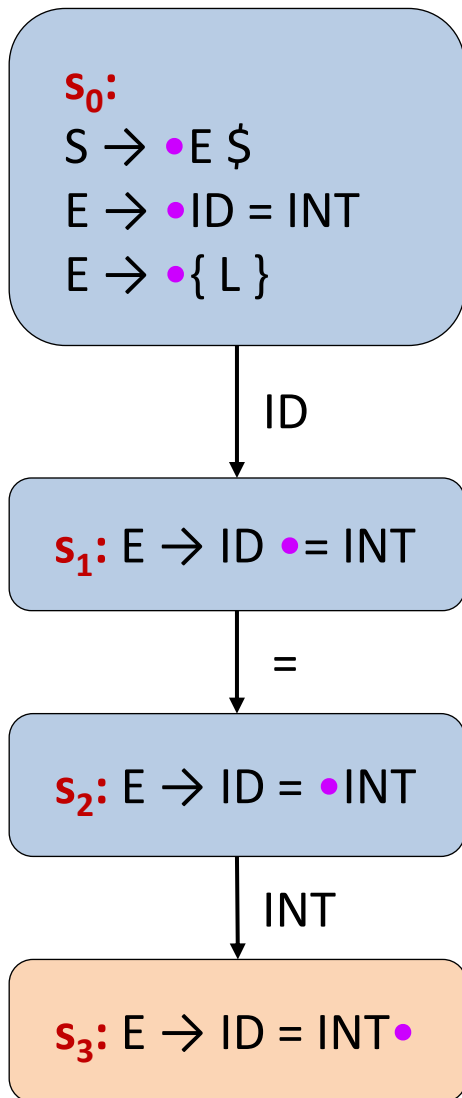 s₀:
S → •E $
E → •ID = INT
E → •{ L }
ID
s₁: E → ID •= INT
=
s₂: E → ID = •INT
INT
s₃: E → ID = INT•